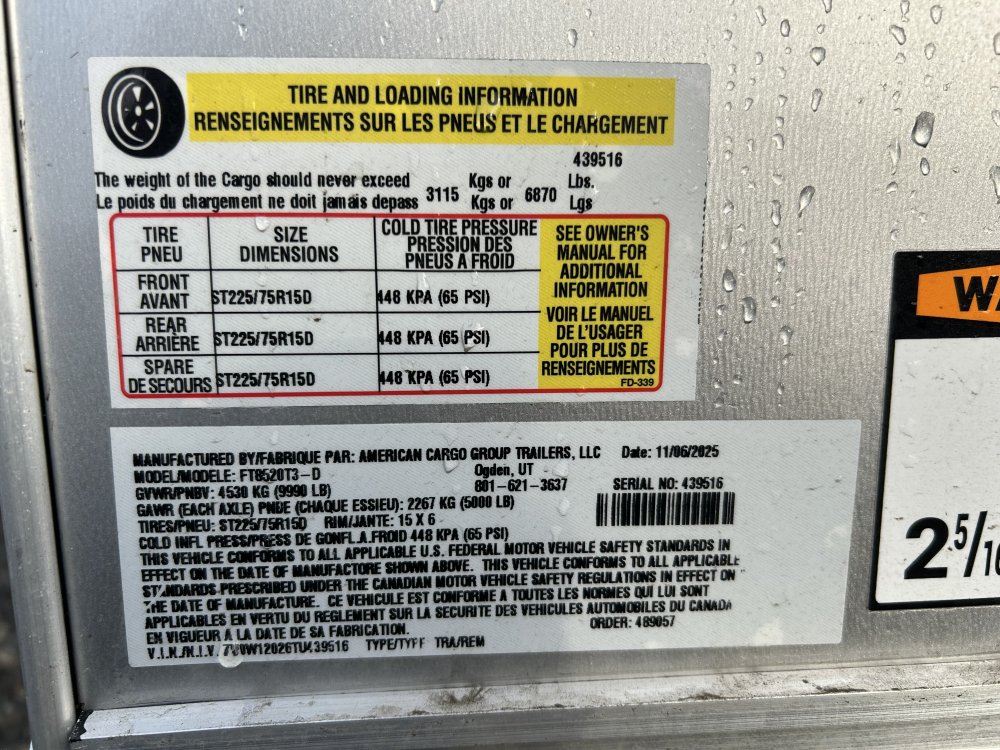 TIRE AND LOADING INFORMATION
RENSEIGNEMENTS SUR LES PNEUS ET LE CHARGEMENT
439516
The weight of the Cargo should never exceed 3115 Kgs or 6870 Lbs.
Le poids du chargement ne doit jamais depass Kgs or Lgs
TIRE PNEU SIZE DIMENSIONS COLD TIRE PRESSURE PRESSION DES PNEUS A FROID
FRONT AVANT ST225/75R15D 448 KPA (65 PSI)
REAR ARRIÈRE ST225/75R15D 448 KPA (65 PSI)
SPARE DE SECOURS ST225/75R15D 448 KPA (65 PSI)
SEE OWNER'S
MANUAL FOR
ADDITIONAL
INFORMATION
VOIR LE MANUEL
DE L'USAGER
POUR PLUS DE
RENSEIGNEMENTS
FD-339
MANUFACTURED BY/FABRIQUE PAR: AMERICAN CARGO GROUP TRAILERS, LLC Date: 11/06/2025
MODEL/MODELE: FT8520T3-D Ogden, UT
GVWR/PNBV: 4530 KG (9990 LB) 801-621-3637 SERIAL NO: 439516
GAWR (EACH AXLE) PNDE (CHAQUE ESSIEU): 2267 KG (5000 LB)
TIRES/PNEU: ST225/75R15D RIM/JANTE: 15 X 6
COLD INFL PRESS/PRESS DE GONFL.A.FROID 448 KPA (65 PSI)
THIS VEHICLE CONFORMS TO ALL APPLICABLE U.S. FEDERAL MOTOR VEHICLE SAFETY STANDARDS IN
EFFECT ON THE DATE OF MANUFACTORE SHOWN ABOVE. THIS VEHICLE CONFORMS TO ALL APPLICABLE
STANDARDS PRESCRIBED UNDER THE CANADIAN MOTOR VEHICLE SAFETY REGULATIONS IN EFFECT ON
THE DATE OF MANUFACTURE. CE VEHICULE EST CONFORME A TOUTES LES NORMES QUI LUI SONT
APPLICABLES EN VERTU DU REGLEMENT SUR LA SECURITE DES VEHICULES AUTOMOBILES DU CANADA
EN VIGUEUR A LA DATE DE SA FABRICATION. ORDER: 489057
V.I.N./N.I.V. TYPE/TYPE TRA/REM
2 5/16